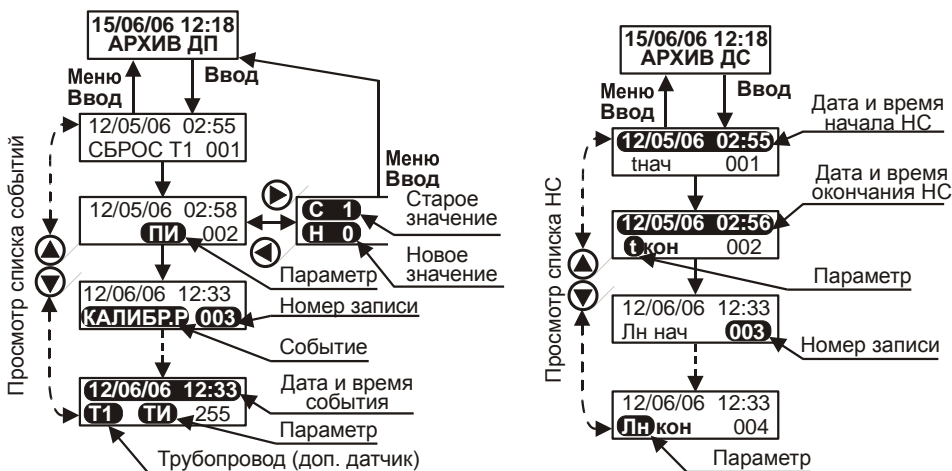 15/06/06 12:18
АРХИВ ДП
Меню
Ввод
Ввод
12/05/06 02:55
СБРОС Т1 001
12/05/06 02:58
ПИ 002
12/06/06 12:33
КАЛИБР.Р 003
12/06/06 12:33
Т1 ТИ 255
Просмотр списка событий
Меню
Ввод
С 1
Н 0
Старое
значение
Новое
значение
Параметр
Номер записи
Событие
Дата и время
события
Параметр
Трубопровод (доп. датчик)
15/06/06 12:18
АРХИВ ДС
Меню
Ввод
Ввод
12/05/06 02:55
tнач 001
12/05/06 02:56
tкон 002
12/06/06 12:33
Лн нач 003
12/06/06 12:33
Лн кон 004
Просмотр списка НС
Дата и время
начала НС
Дата и время
окончания НС
Параметр
Номер записи
Параметр